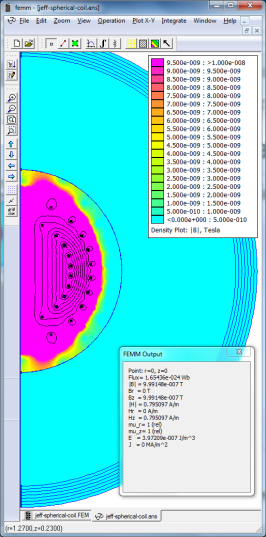 femm - [jeff-spherical-coil.ans]
File Edit Zoom View Operation Plot X-Y Integrate Window Help
9.500e-009 : >1.000e-008
9.000e-009 : 9.500e-009
8.500e-009 : 9.000e-009
8.000e-009 : 8.500e-009
7.500e-009 : 8.000e-009
7.000e-009 : 7.500e-009
6.500e-009 : 7.000e-009
6.000e-009 : 6.500e-009
5.500e-009 : 6.000e-009
5.000e-009 : 5.500e-009
4.500e-009 : 5.000e-009
4.000e-009 : 4.500e-009
3.500e-009 : 4.000e-009
3.000e-009 : 3.500e-009
2.500e-009 : 3.000e-009
2.000e-009 : 2.500e-009
1.500e-009 : 2.000e-009
1.000e-009 : 1.500e-009
5.000e-010 : 1.000e-009
<0.000e+000 : 5.000e-010
Density Plot: |B|, Tesla
FEMM Output
Point: r=0, z=0
Flux= 1.65436e-024 Wb
|B| = 9.99148e-007 T
Br = 0 T
Bz = 9.99148e-007 T
|H| = 0.795097 A/m
Hr = 0 A/m
Hz = 0.795097 A/m
mu_r= 1 (rel)
mu_z= 1 (rel)
E = 3.97209e-007 J/m^3
J = 0 MA/m^2
jeff-spherical-coil.FEM jeff-spherical-coil.ans
(r=1.2700,z=0.2300)